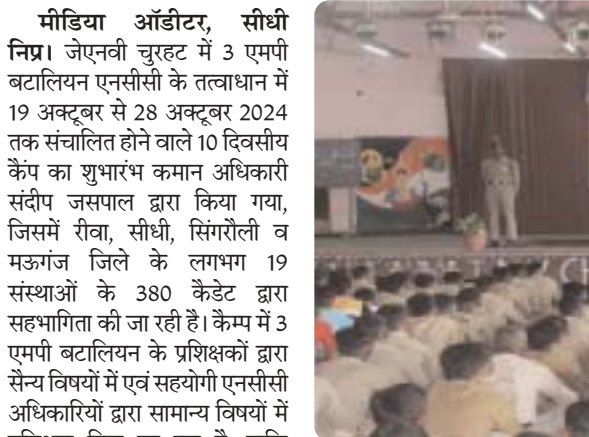 मीडिया ऑडीटर, सीधी
निप्र। जेएनवी चुरहट में 3 एमपी
बटालियन एनसीसी के तत्वाधान में
19 अक्टूबर से 28 अक्टूबर 2024
तक संचालित होने वाले 10 दिवसीय
कैंप का शुभारंभ कमान अधिकारी
संदीप जसपाल द्वारा किया गया,
जिसमें रीवा, सीधी, सिंगरौली व
मऊगंज जिले के लगभग 19
संस्थाओं के 380 कैडेट द्वारा
सहभागिता की जा रही है। कैम्प में 3
एमपी बटालियन के प्रशिक्षकों द्वारा
सैन्य विषयों में एवं सहयोगी एनसीसी
अधिकारियों द्वारा सामान्य विषयों में